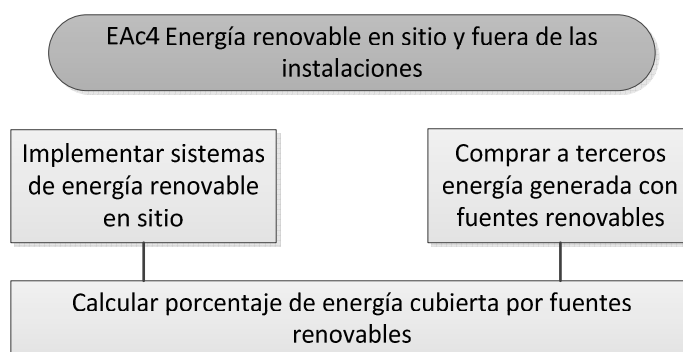 EAc4 Energía renovable en sitio y fuera de las
instalaciones
Implementar sistemas
de energía renovable
en sitio
Comprar a terceros
energía generada con
fuentes renovables
Calcular porcentaje de energía cubierta por fuentes
renovables